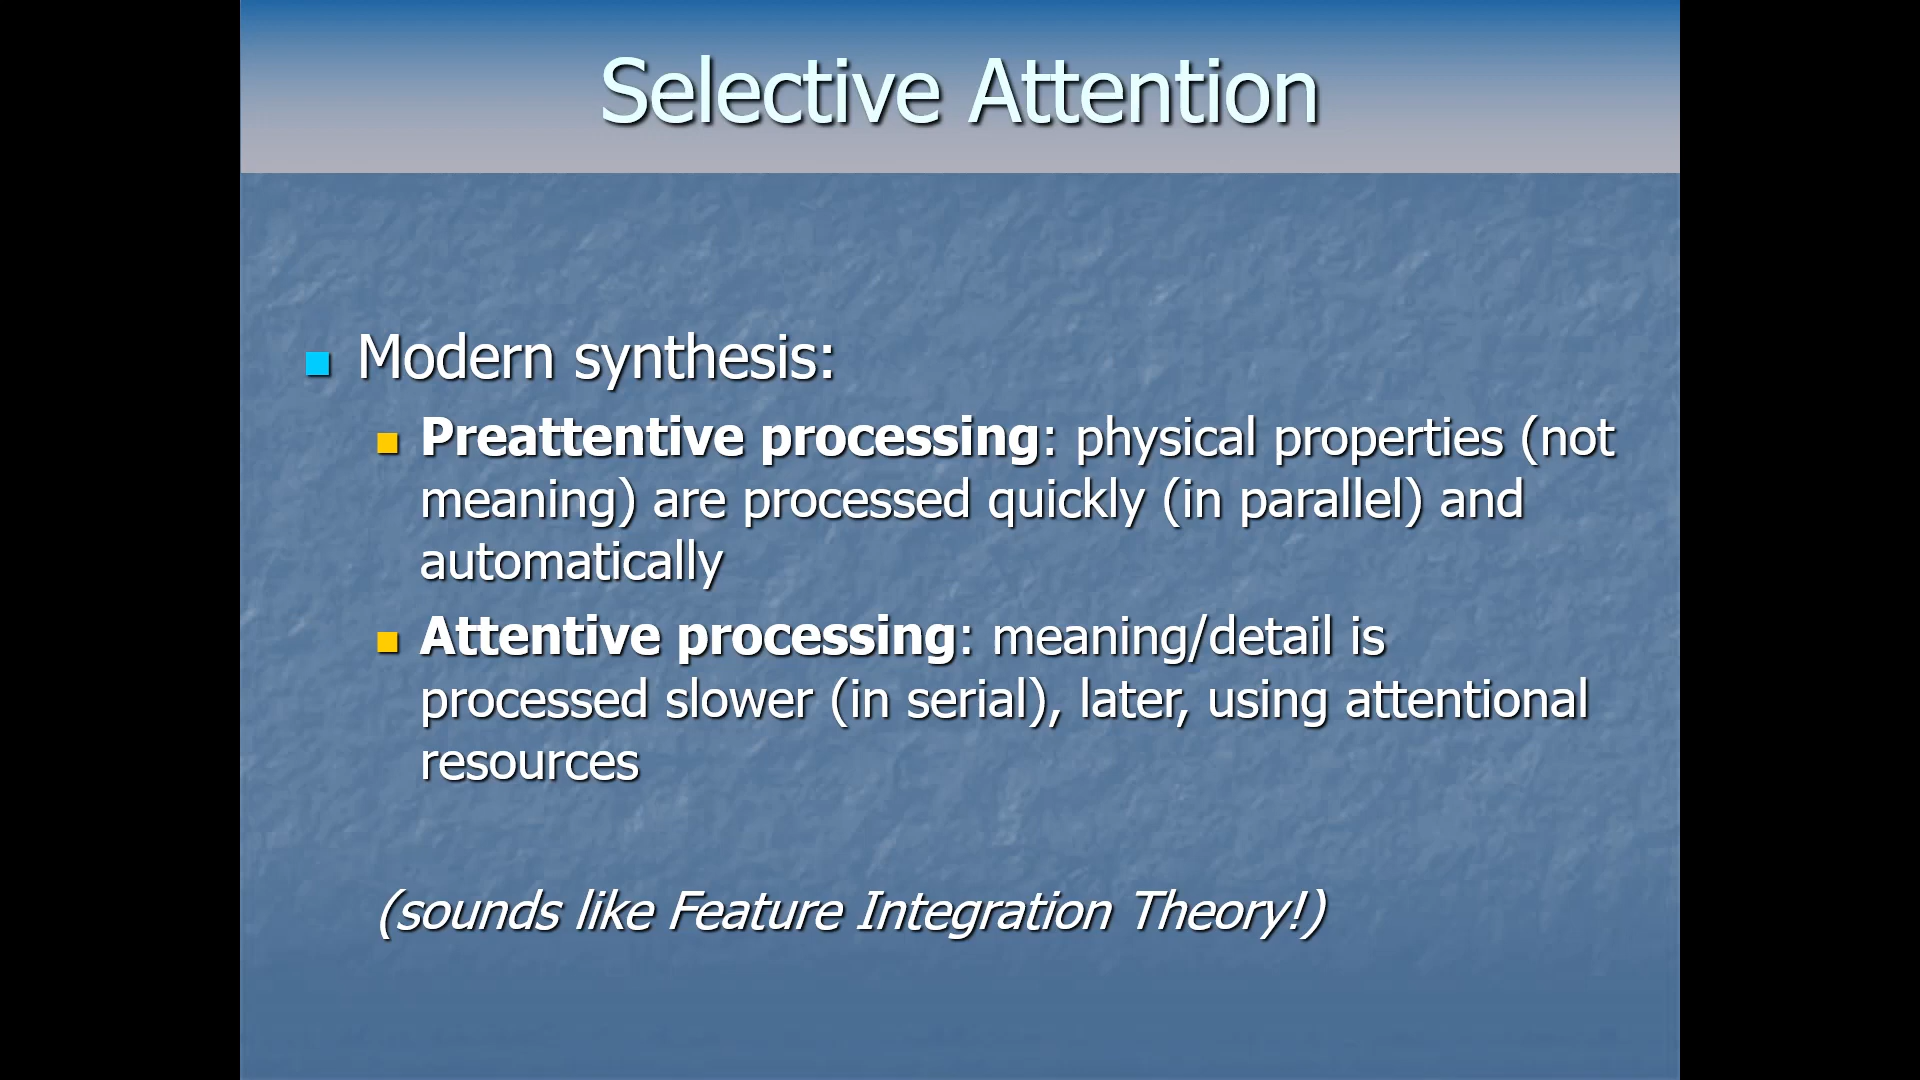 Selective Attention
Modern synthesis:
Preattentive processing: physical properties (not
meaning) are processed quickly (in parallel) and
automatically
Attentive processing: meaning/detail is
processed slower (in serial), later, using attentional
resources
(sounds like Feature Integration Theory!)